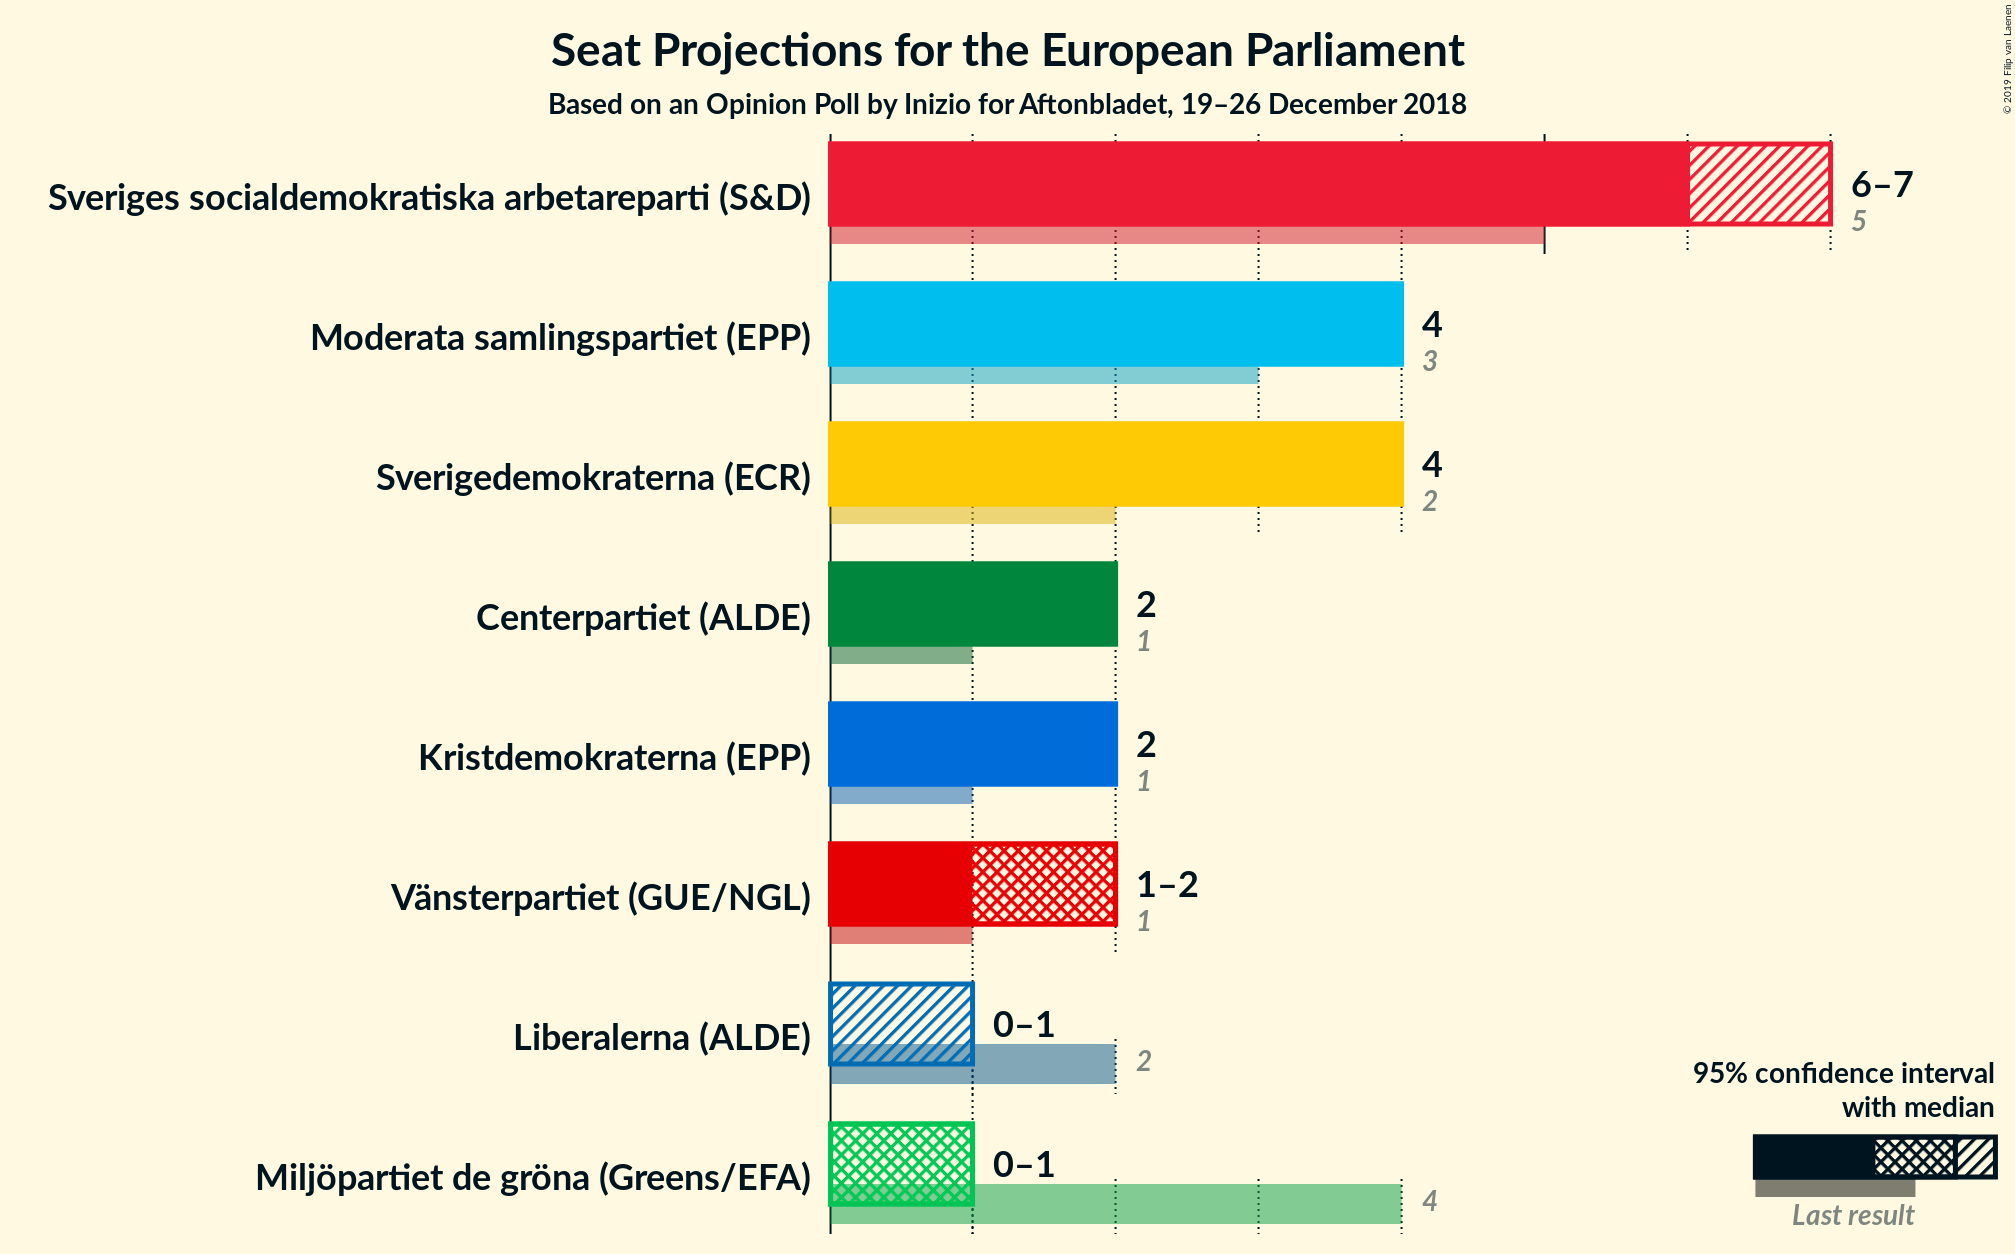 Seat Projections for the European Parliament
Based on an Opinion Poll by Inizio for Aftonbladet, 19–26 December 2018
© 2019 Filip van Laenen
Sveriges socialdemokratiska arbetareparti (S&D)
6–7
5
Moderata samlingspartiet (EPP)
4
3
Sverigedemokraterna (ECR)
4
2
Centerpartiet (ALDE)
2
1
Kristdemokraterna (EPP)
2
1
Vänsterpartiet (GUE/NGL)
1–2
1
Liberalerna (ALDE)
0–1
2
Miljöpartiet de gröna (Greens/EFA)
0–1
4
95% confidence interval
with median
Last result